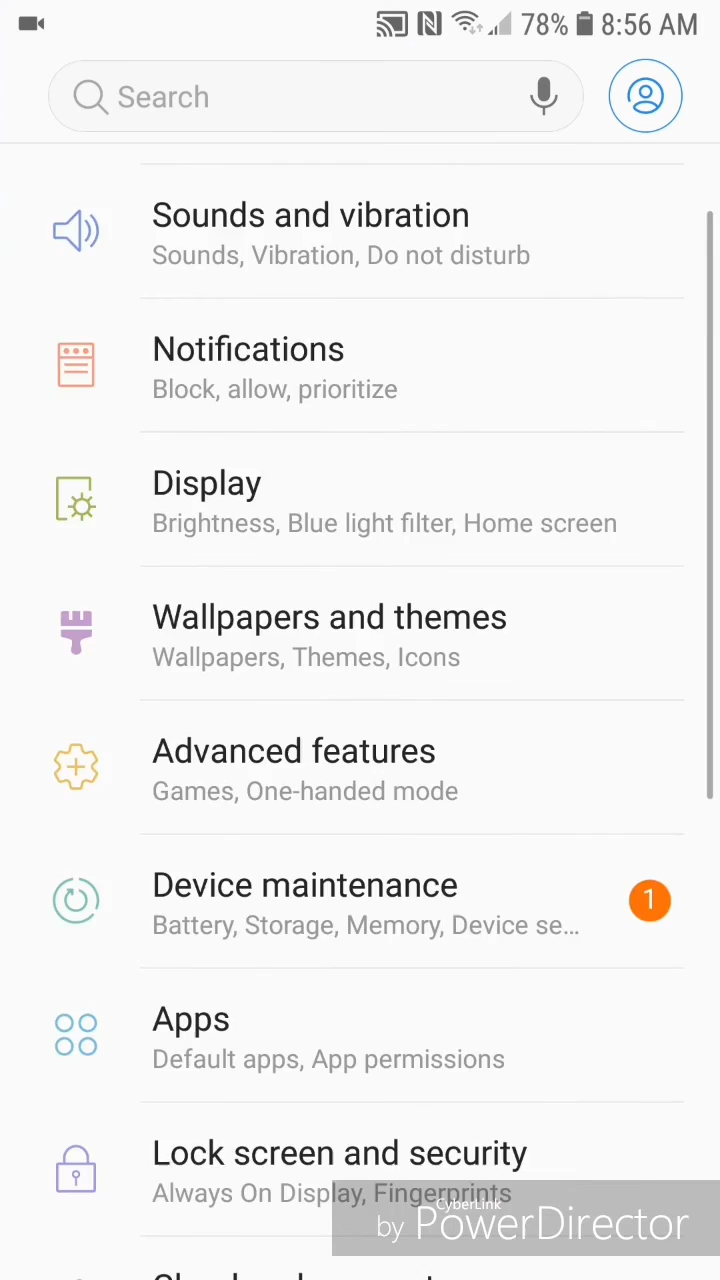 78% 8:56 AM
Search
Sounds and vibration
Sounds, Vibration, Do not disturb
Notifications
Block, allow, prioritize
Display
Brightness, Blue light filter, Home screen
Wallpapers and themes
Wallpapers, Themes, Icons
Advanced features
Games, One-handed mode
Device maintenance
1
Battery, Storage, Memory, Device se...
Apps
Default apps, App permissions
Lock screen and security
Always On Display, Fingerprints
CyberLink
by PowerDirector